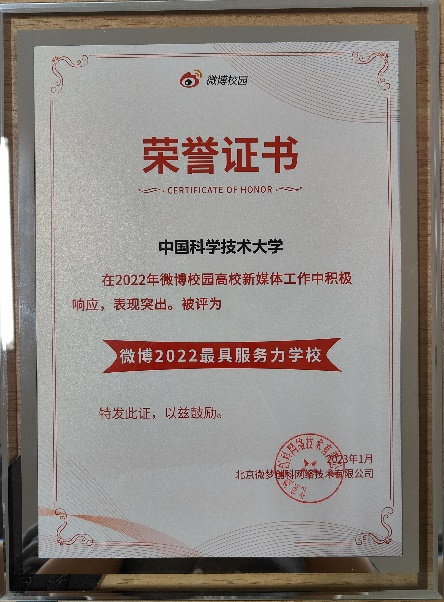 微博校园
荣誉证书
CERTIFICATE OF HONOR
中国科学技术大学
在2022年微博校园高校新媒体工作中积极
响应，表现突出。被评为
微博2022最具服务力学校
特发此证，以兹鼓励。
2023年1月
北京微梦创科网络技术有限公司